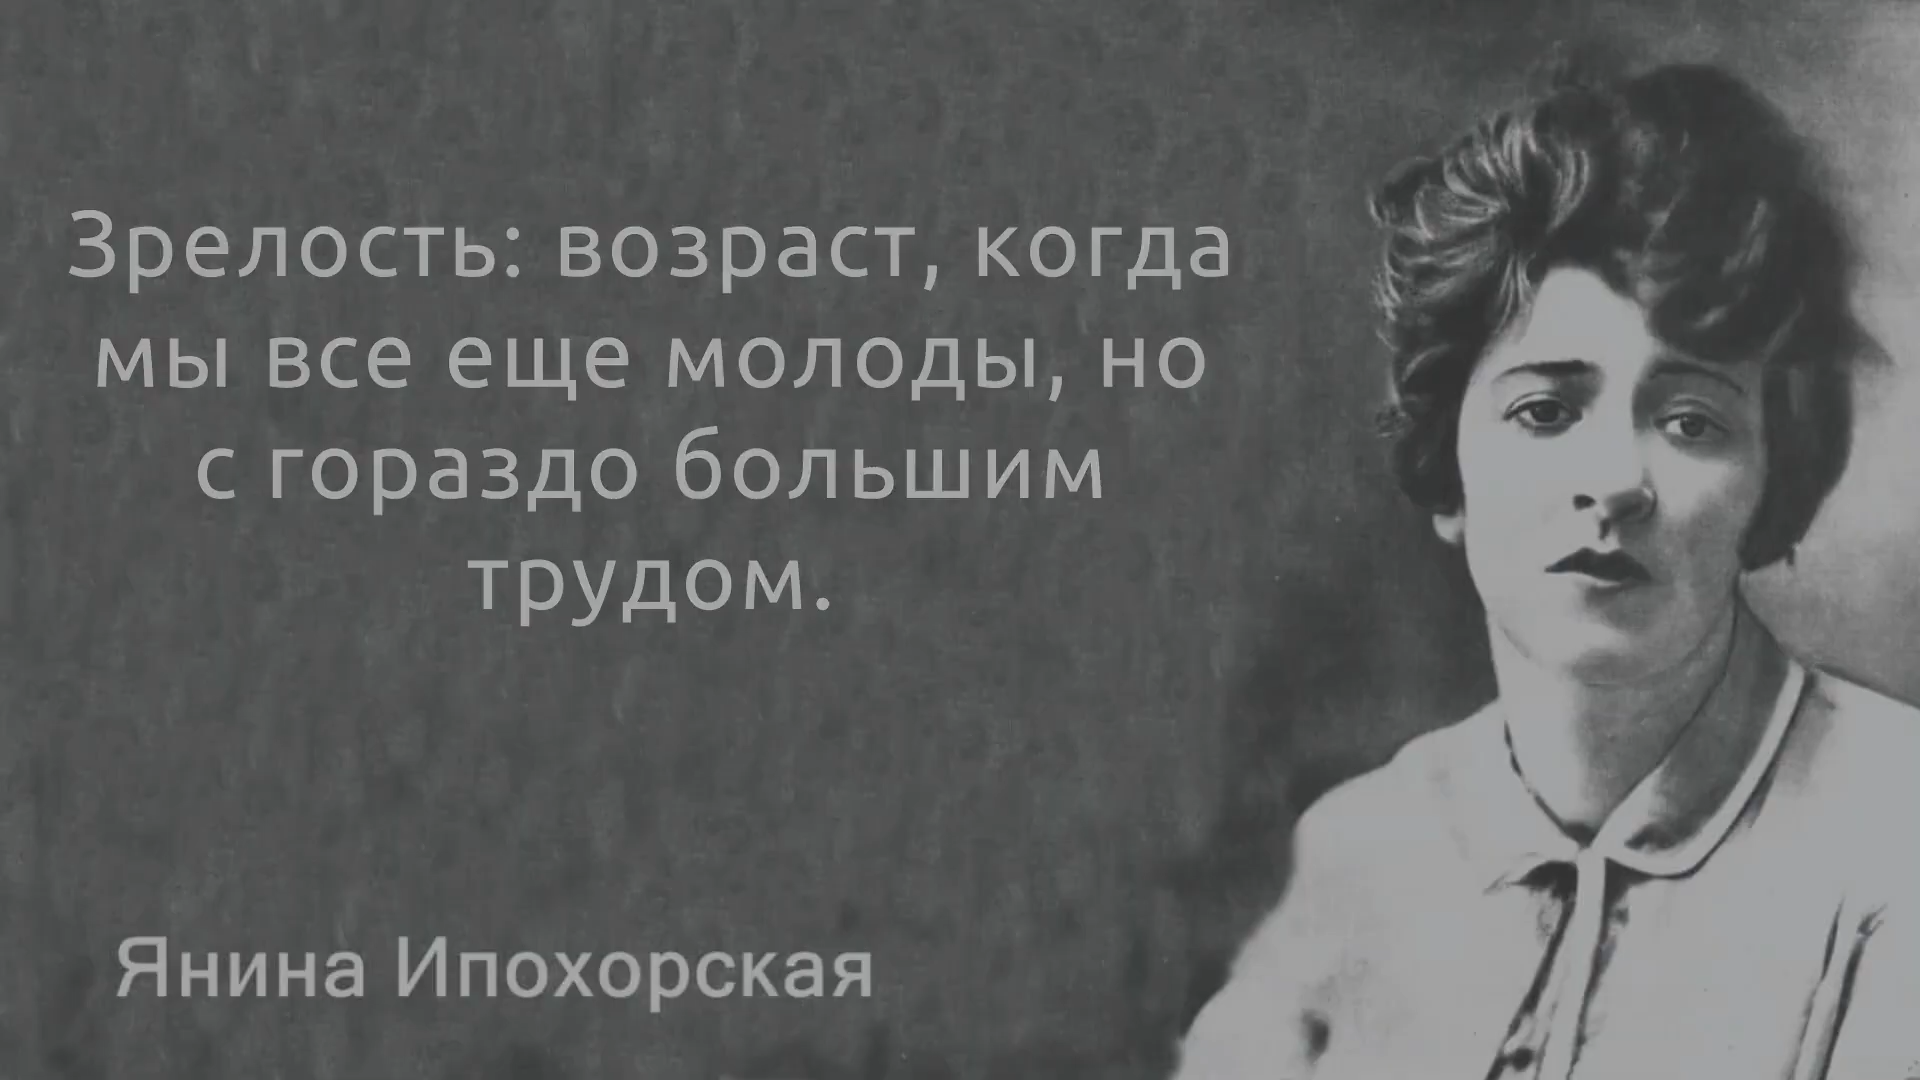 Зрелость: возраст, когда
мы все еще молоды, но
с гораздо большим
трудом.
Янина Ипохорская